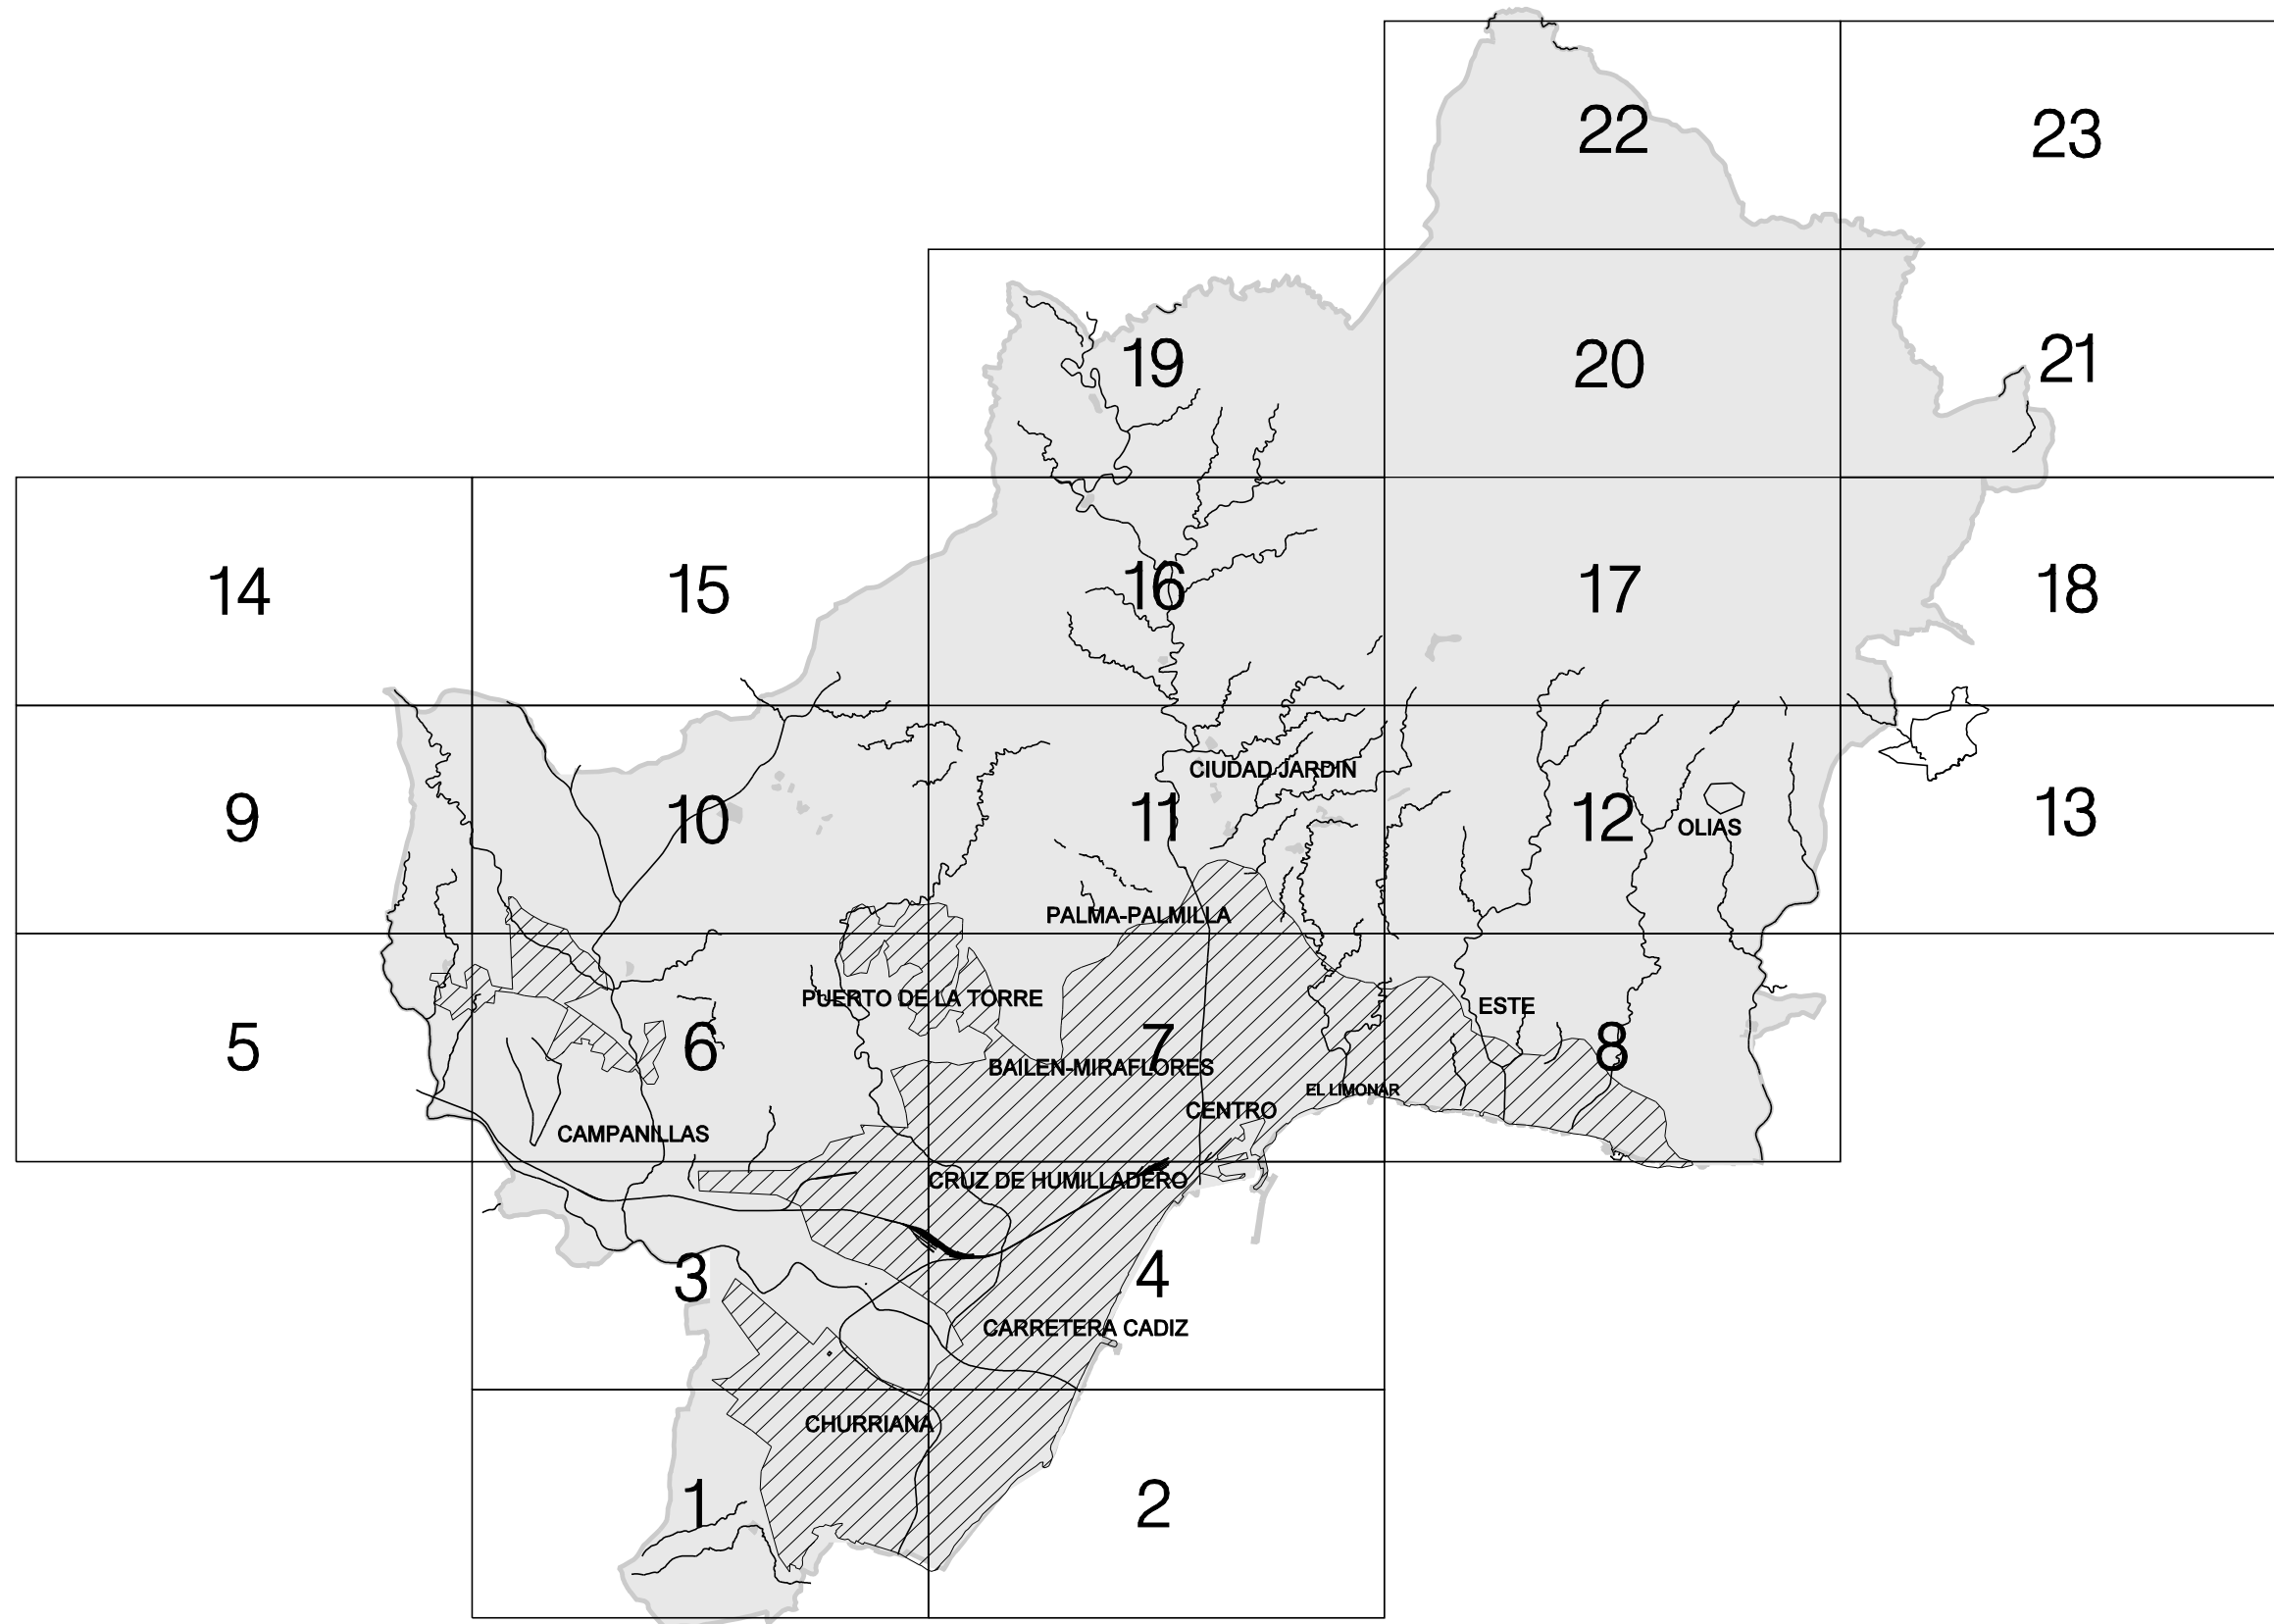 22
23
19
20
21
14
15
16
17
18
CIUDAD JARDIN
9
10
11
12
13
OLIAS
PALMA-PALMILLA
PUERTO DE LA TORRE
ESTE
5
6
7
8
BAILEN-MIRAFLORES
EL LIMONAR
CENTRO
CAMPANILLAS
CRUZ DE HUMILLADERO
3
4
CARRETERA CADIZ
CHURRIANA
1
2